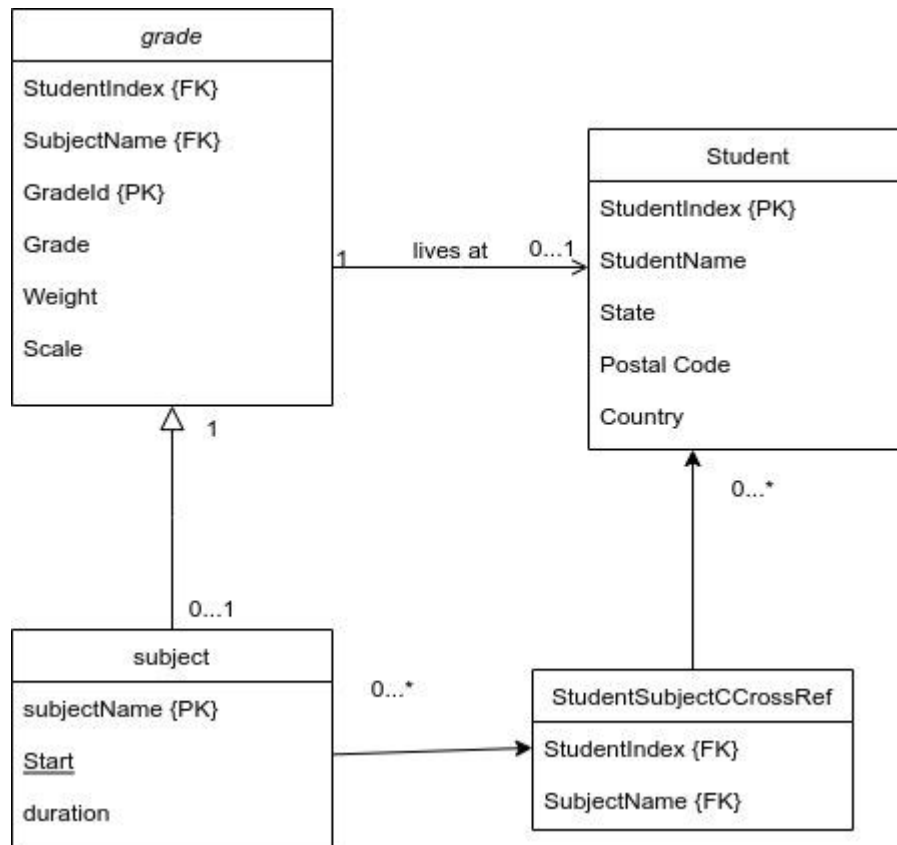 grade
StudentIndex {FK}
SubjectName {FK}
GradeId {PK}
Grade
Weight
Scale
Student
StudentIndex {PK}
StudentName
State
Postal Code
Country
1
lives at
0...1
1
0...*
0...1
subject
subjectName {PK}
Start
duration
0...*
StudentSubjectCCrossRef
StudentIndex {FK}
SubjectName {FK}